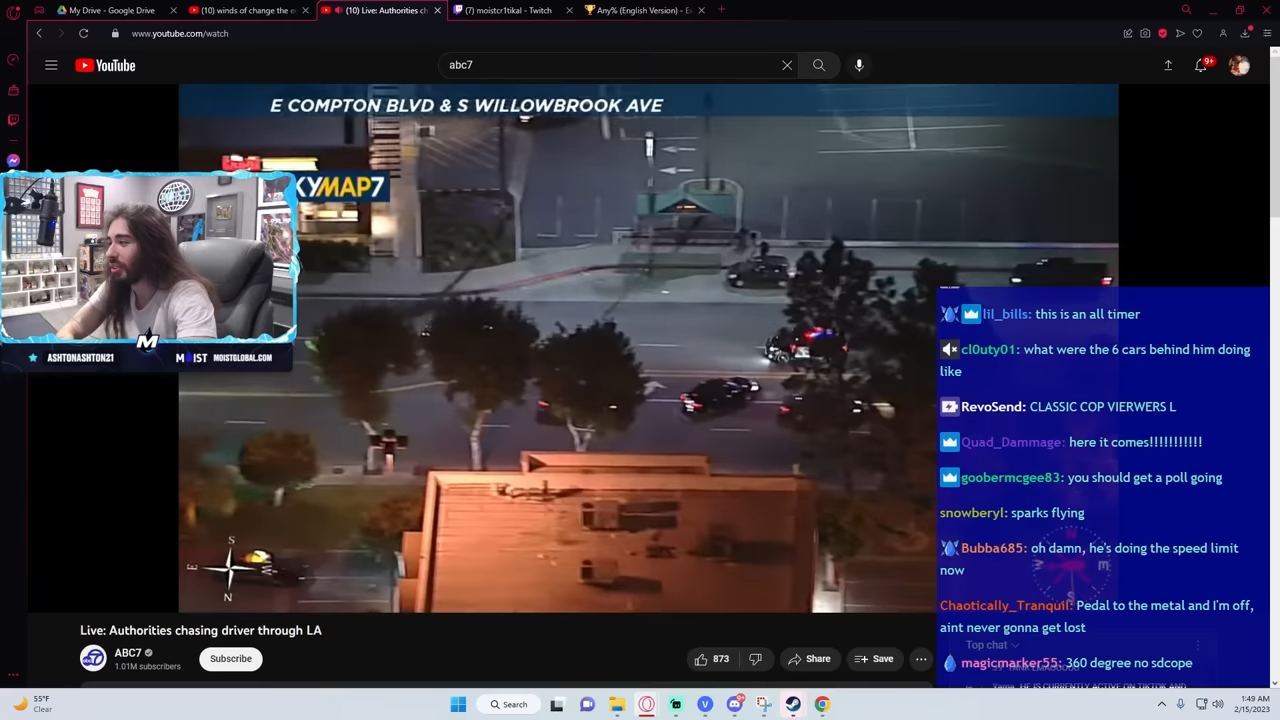 My Drive - Google Drive
(10) winds of change the e
(10) Live: Authorities ch
(7) moistcr1tikal - Twitch
Any% (English Version) - Ea
www.youtube.com/watch
YouTube
abc7
9+
E COMPTON BLVD & S WILLOWBROOK AVE
KYMAP7
ASHTONASHTON21
M
MOIST
MOISTGLOBAL.COM
S
E
N
lil_bills: this is an all timer
cl0uty01: what were the 6 cars behind him doing
like
RevoSend: CLASSIC COP VIERWERS L
Quad_Dammage: here it comes!!!!!!!!!!!
goobermcgee83: you should get a poll going
snowberyl: sparks flying
Bubba685: oh damn, he's doing the speed limit
now
Chaotically_Tranquil: Pedal to the metal and I'm off,
aint never gonna get lost
magicmarker55: 360 degree no sdcope
Top chat
Live: Authorities chasing driver through LA
ABC7
1.01M subscribers
Subscribe
873
Share
Save
55°F
Clear
Search
1:49 AM
2/15/2023